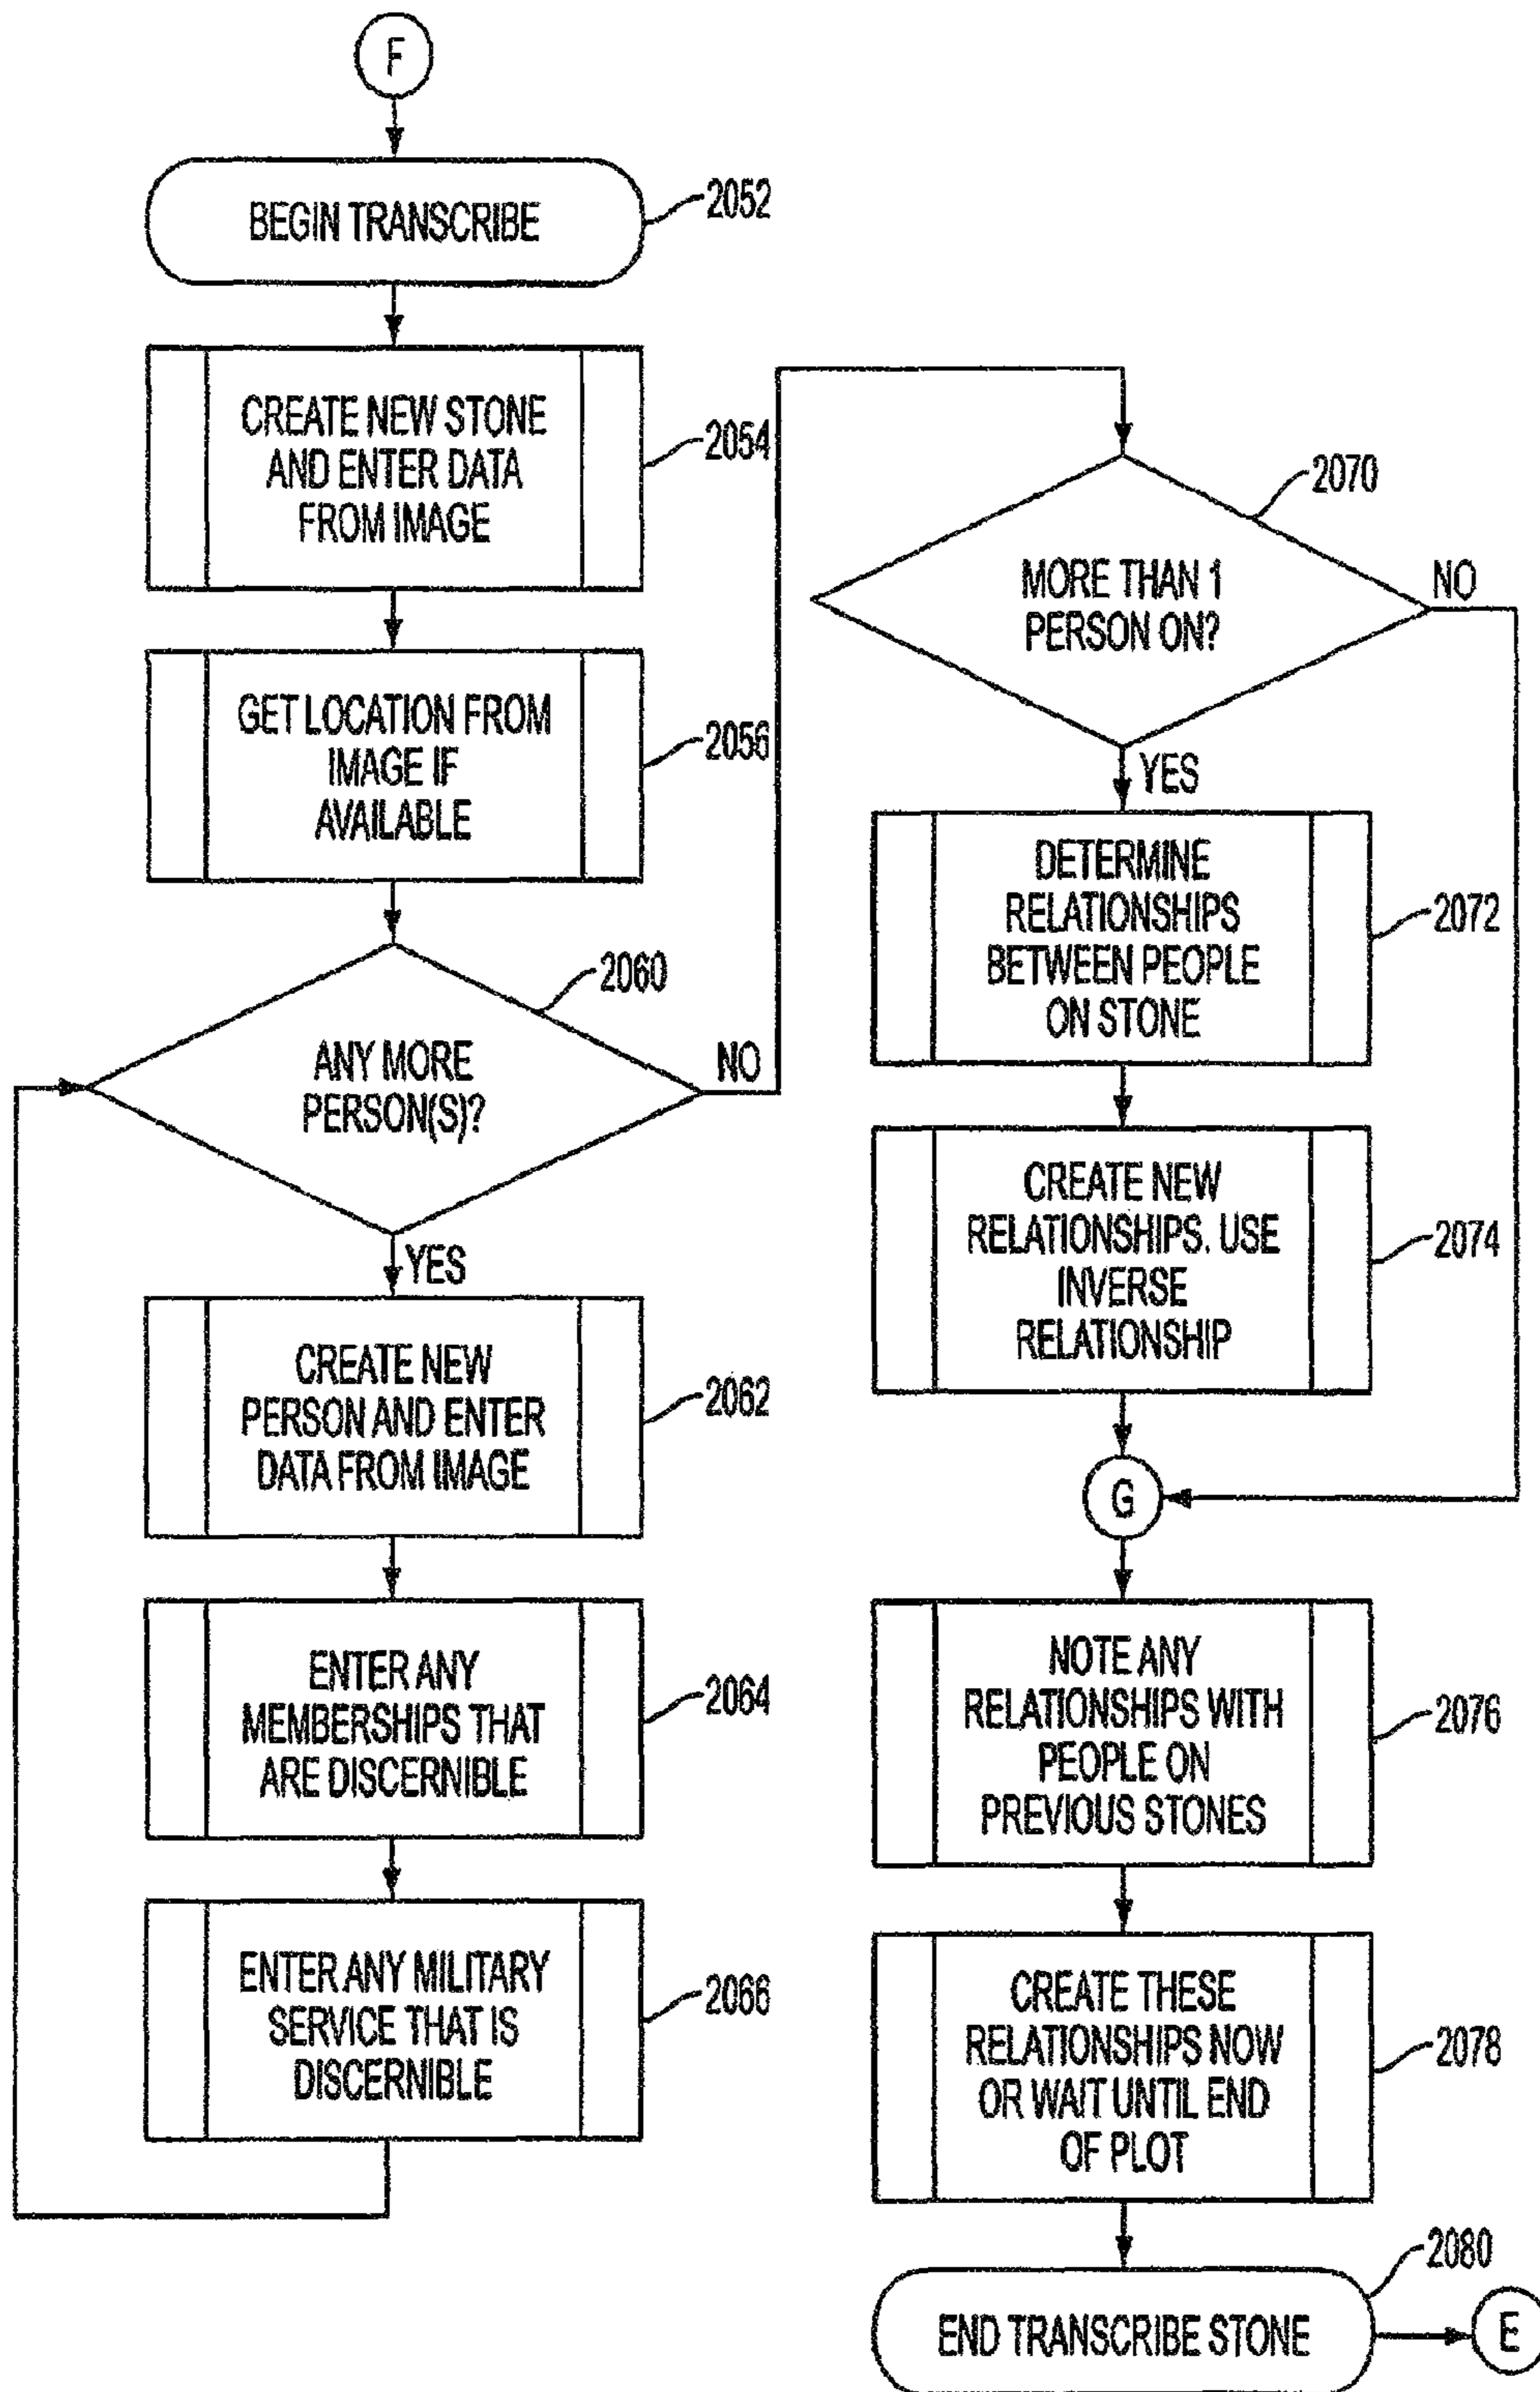 F
BEGIN TRANSCRIBE
2052
CREATE NEW STONE
AND ENTER DATA
FROM IMAGE
2054
GET LOCATION FROM
IMAGE IF
AVAILABLE
2056
ANY MORE
PERSON(S)?
2060
NO
YES
CREATE NEW
PERSON AND ENTER
DATA FROM IMAGE
2062
ENTER ANY
MEMBERSHIPS THAT
ARE DISCERNIBLE
2064
ENTER ANY MILITARY
SERVICE THAT IS
DISCERNIBLE
2066
MORE THAN 1
PERSON ON?
2070
NO
YES
DETERMINE
RELATIONSHIPS
BETWEEN PEOPLE
ON STONE
2072
CREATE NEW
RELATIONSHIPS. USE
INVERSE
RELATIONSHIP
2074
G
NOTE ANY
RELATIONSHIPS WITH
PEOPLE ON
PREVIOUS STONES
2076
CREATE THESE
RELATIONSHIPS NOW
OR WAIT UNTIL END
OF PLOT
2078
END TRANSCRIBE STONE
2080
E